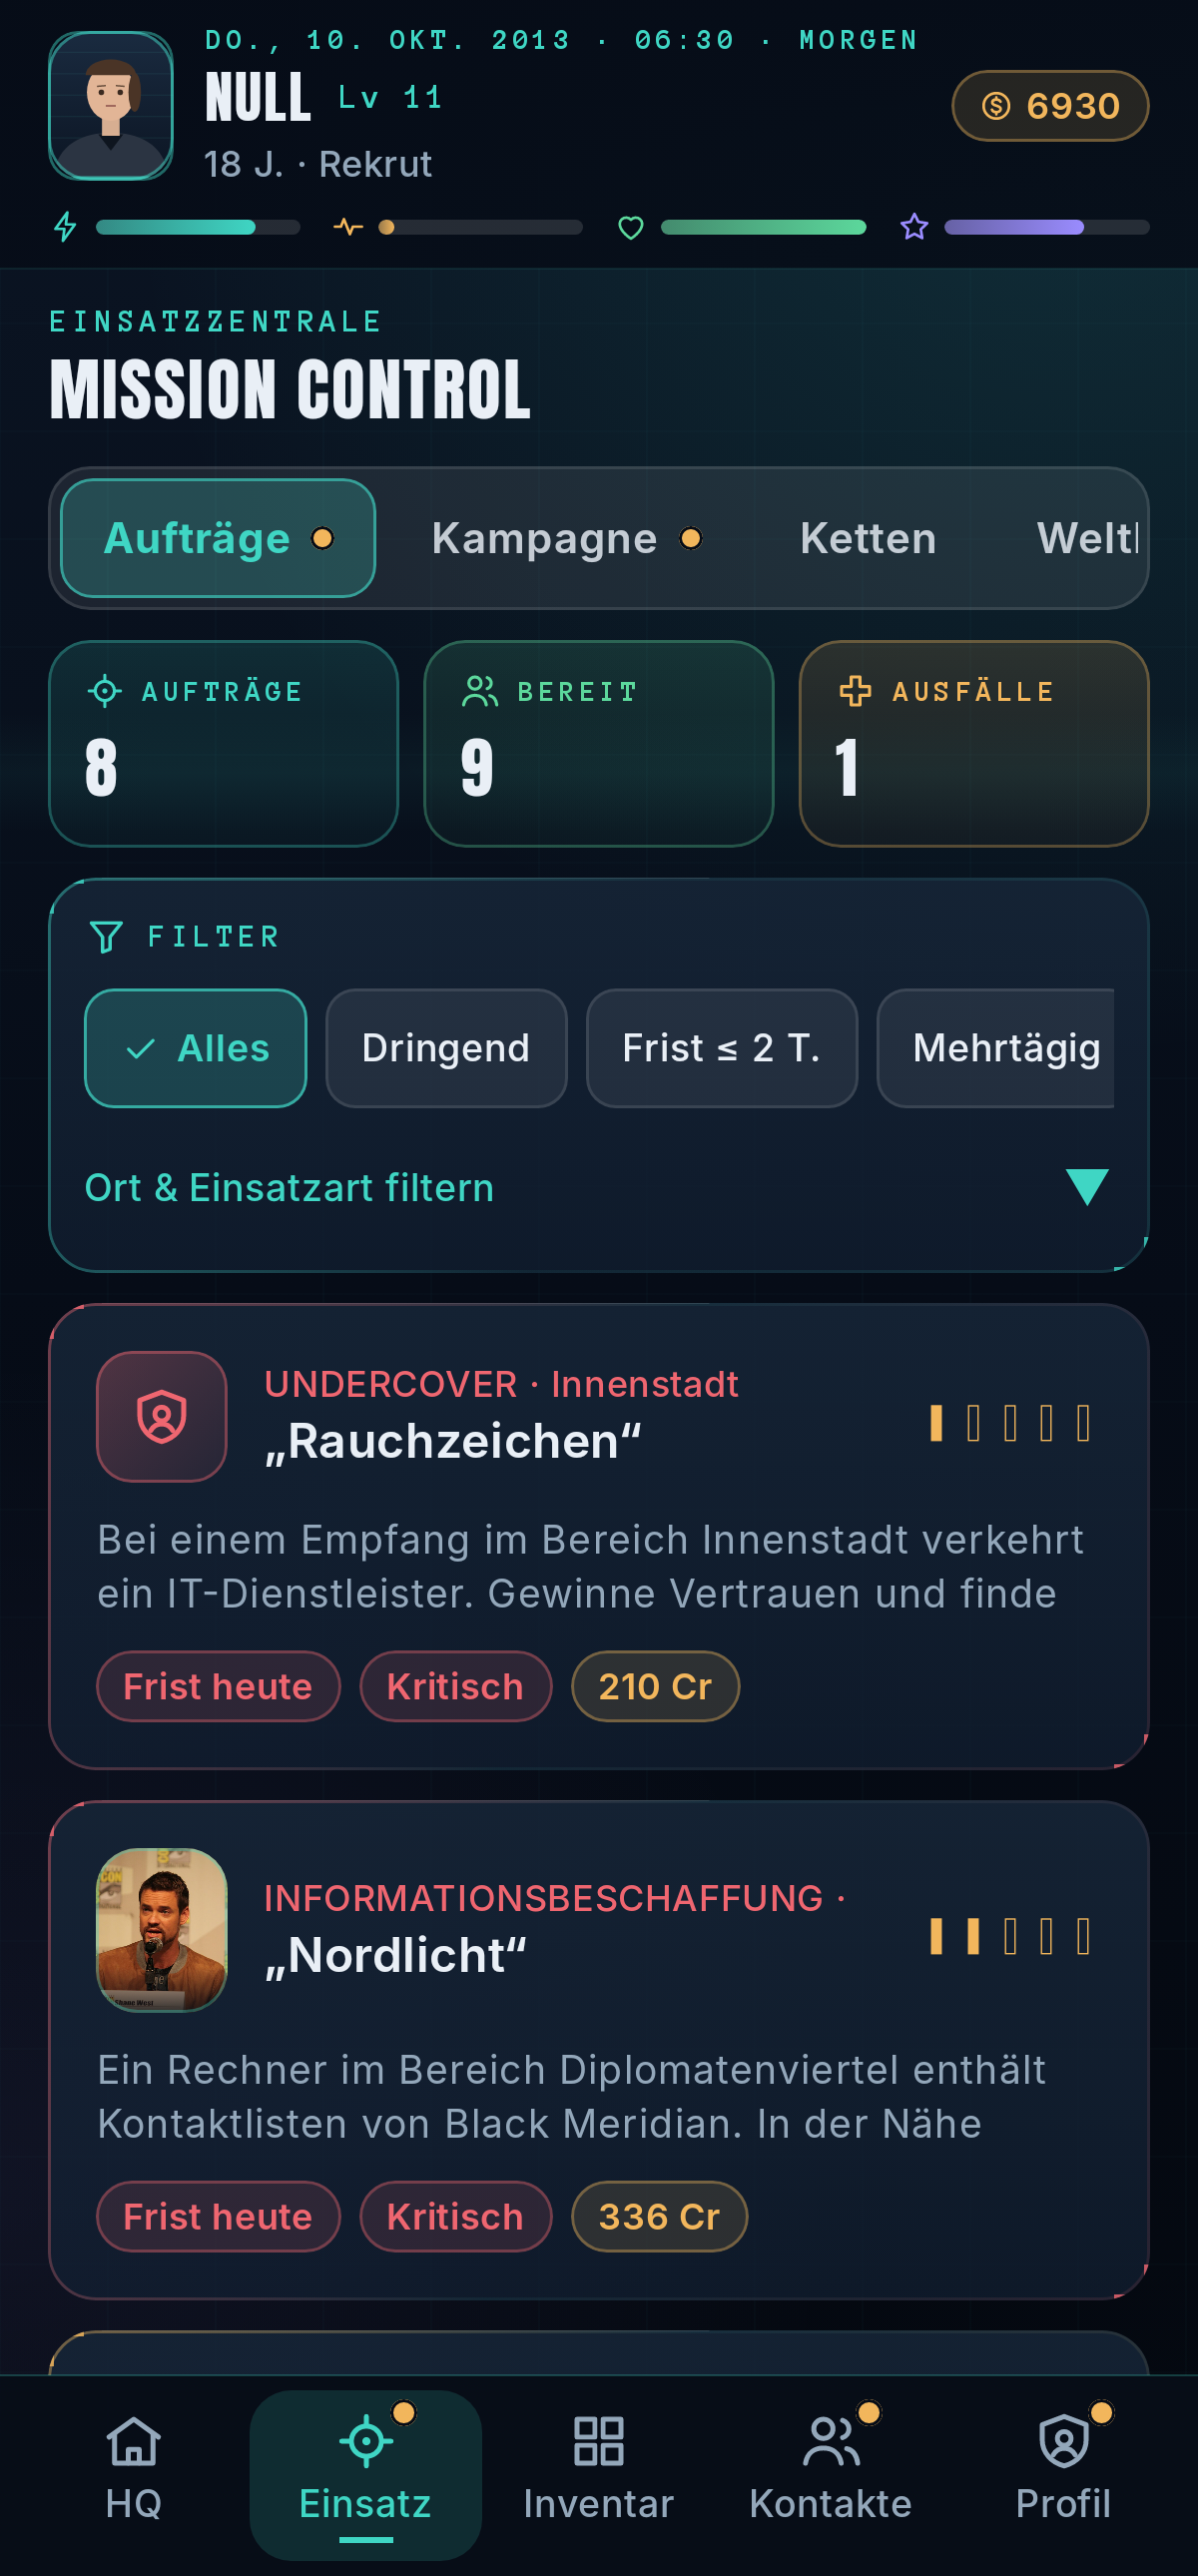 DO., 10. OKT. 2013 · 06:30 · MORGEN
NULL Lv 11
6930
18 J. · Rekrut
EINSATZZENTRALE
MISSION CONTROL
Aufträge
Kampagne
Ketten
AUFTRÄGE
8
BEREIT
9
AUSFÄLLE
1
FILTER
Alles
Dringend
Frist ≤ 2 T.
Mehrtägig
Ort & Einsatzart filtern
UNDERCOVER · Innenstadt
„Rauchzeichen“
Bei einem Empfang im Bereich Innenstadt verkehrt
ein IT-Dienstleister. Gewinne Vertrauen und finde
Frist heute
Kritisch
210 Cr
INFORMATIONSBESCHAFFUNG ·
„Nordlicht“
Shane West
Ein Rechner im Bereich Diplomatenviertel enthält
Kontaktlisten von Black Meridian. In der Nähe
Frist heute
Kritisch
336 Cr
HQ
Einsatz
Inventar
Kontakte
Profil